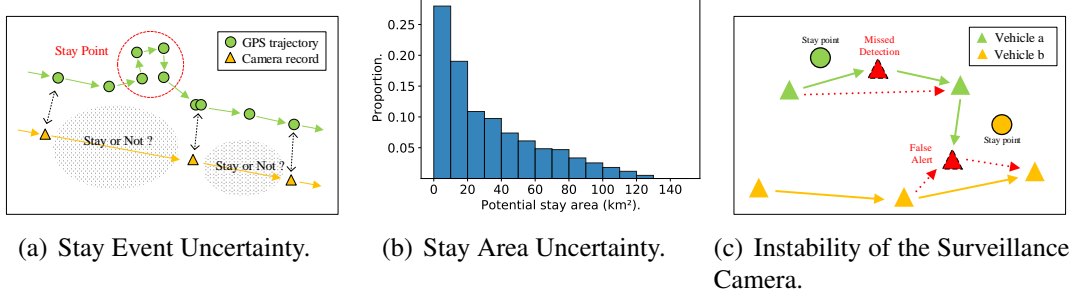 Stay Point
GPS trajectory
Camera record
Stay or Not ?
Stay or Not ?
(a) Stay Event Uncertainty.
Proportion.
0.25
0.20
0.15
0.10
0.05
0 20 40 60 80 100 120 140
Potential stay area (km²).
(b) Stay Area Uncertainty.
Stay point
Missed
Detection
Vehicle a
Vehicle b
Stay point
False
Alert
(c) Instability of the Surveillance
Camera.